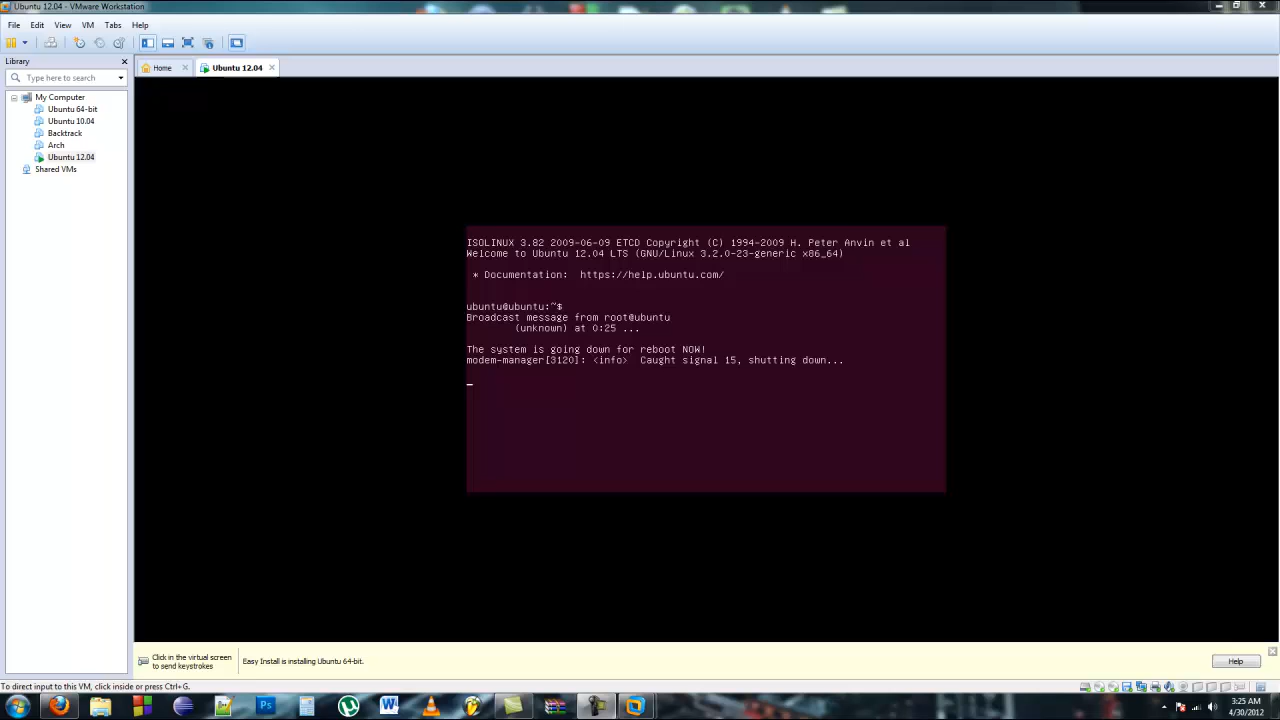 Ubuntu 12.04 - VMware Workstation
File Edit View VM Tabs Help
Library
Type here to search
My Computer
Ubuntu 64-bit
Ubuntu 10.04
Backtrack
Arch
Ubuntu 12.04
Shared VMs
Home
Ubuntu 12.04
ISOLINUX 3.82 2009-06-09 ETCD Copyright (C) 1994-2009 H. Peter Anvin et al
Welcome to Ubuntu 12.04 LTS (GNU/Linux 3.2.0-23-generic x86_64)
* Documentation: https://help.ubuntu.com/
ubuntu@ubuntu:~$
Broadcast message from root@ubuntu
(unknown) at 0:25 ...
The system is going down for reboot NOW!
modem-manager[3120]: <info> Caught signal 15, shutting down...
Click in the virtual screen
to send keystrokes
Easy Install is installing Ubuntu 64-bit.
Help
To direct input to this VM, click inside or press Ctrl+G.
Ps
W
3:25 AM
4/30/2012